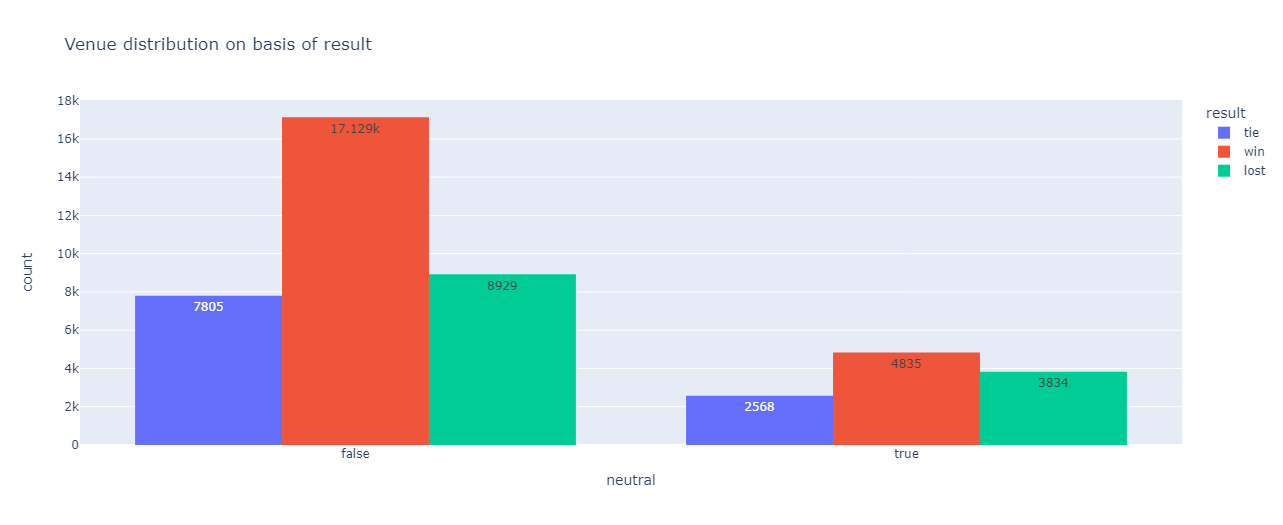 Venue distribution on basis of result
18k
16k
14k
12k
10k
8k
6k
4k
2k
0
count
17.129k
7805
8929
4835
3834
2568
false
true
neutral
result
tie
win
lost